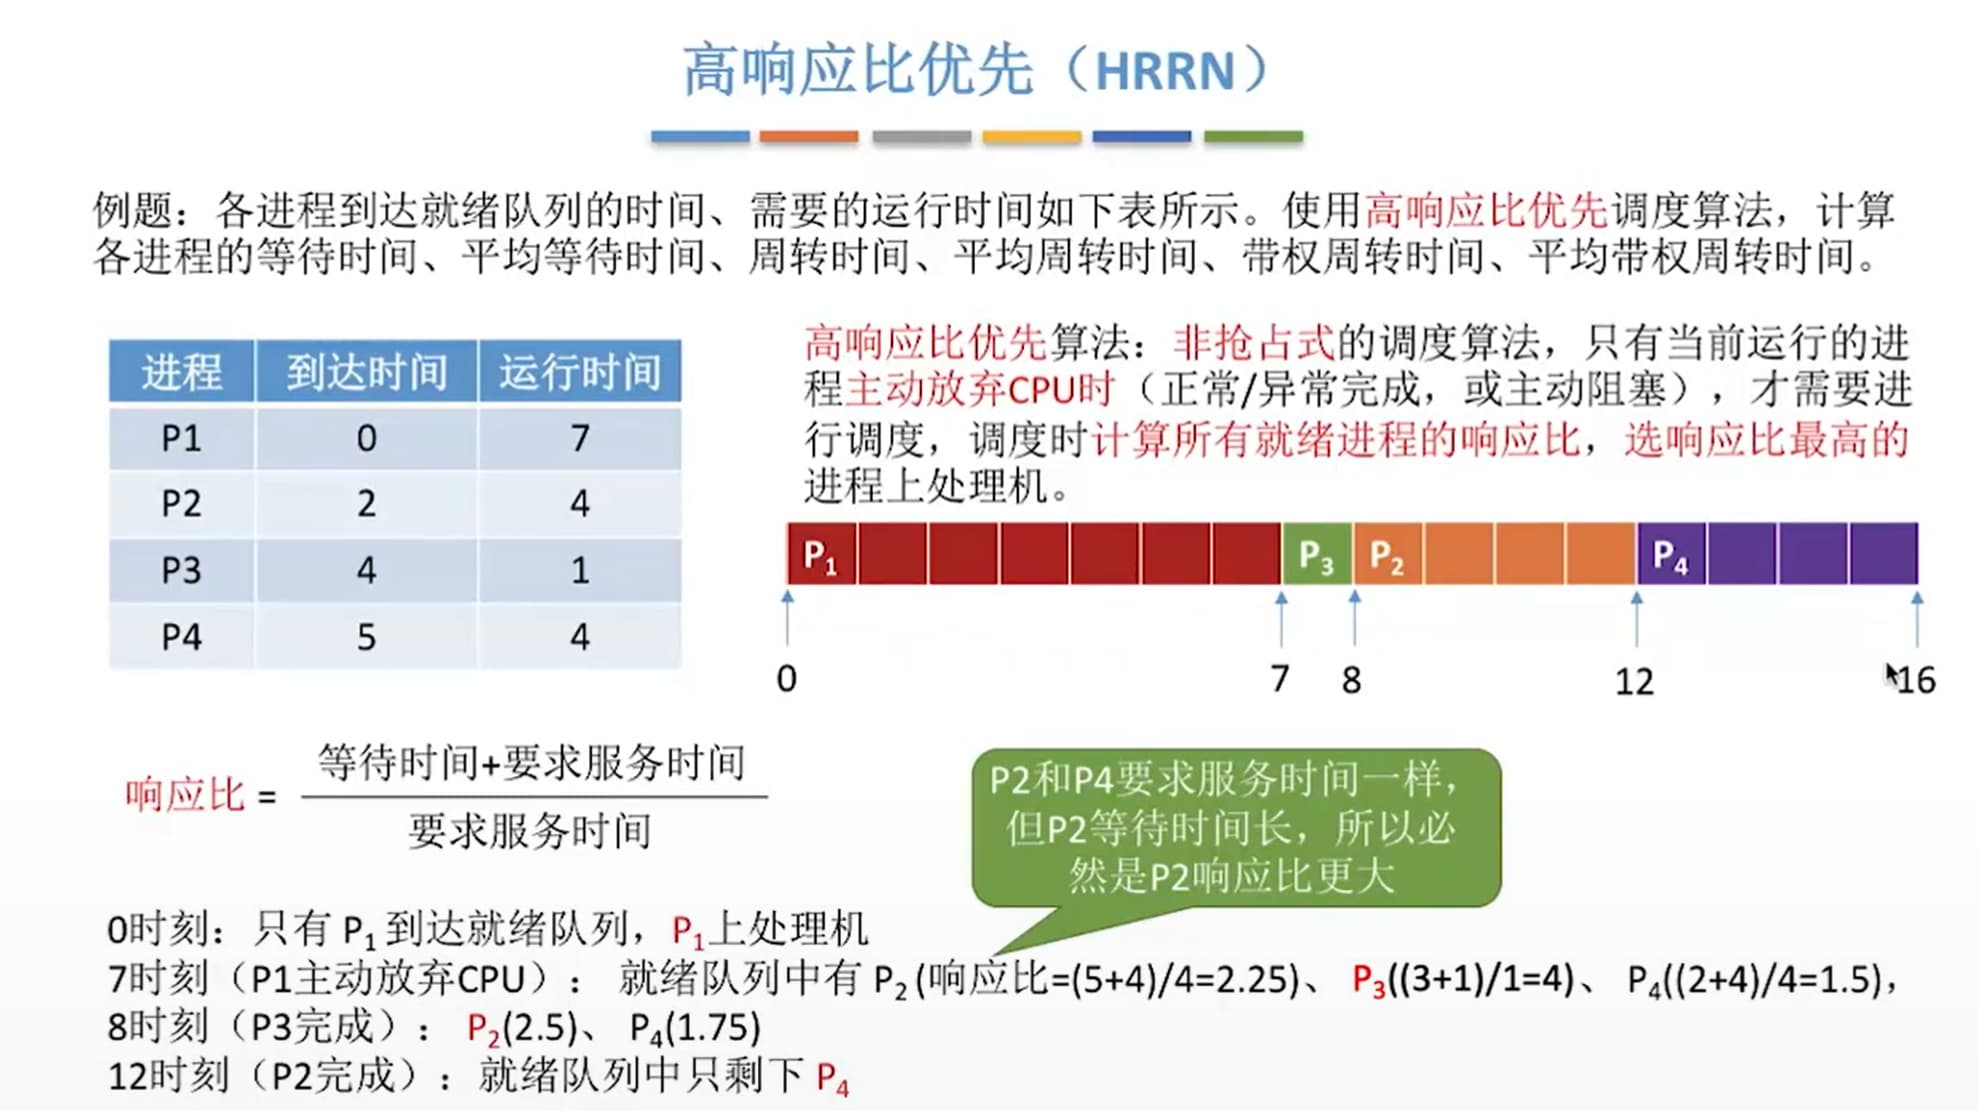 高响应比优先（HRRN）
例题：各进程到达就绪队列的时间、需要的运行时间如下表所示。使用高响应比优先调度算法，计算
各进程的等待时间、平均等待时间、周转时间、平均周转时间、带权周转时间、平均带权周转时间。
进程 到达时间 运行时间
P1 0 7
P2 2 4
P3 4 1
P4 5 4
高响应比优先算法：非抢占式的调度算法，只有当前运行的进
程主动放弃CPU时（正常/异常完成，或主动阻塞），才需要进
行调度，调度时计算所有就绪进程的响应比，选响应比最高的
进程上处理机。
P₁ P₃ P₂ P₄
0 7 8 12 16
等待时间+要求服务时间
响应比 =
要求服务时间
P2和P4要求服务时间一样，
但P2等待时间长，所以必
然是P2响应比更大
0时刻：只有 P₁ 到达就绪队列，P₁上处理机
7时刻（P1主动放弃CPU）： 就绪队列中有 P₂ (响应比=(5+4)/4=2.25)、 P₃((3+1)/1=4)、 P₄((2+4)/4=1.5)，
8时刻（P3完成）： P₂(2.5)、 P₄(1.75)
12时刻（P2完成）：就绪队列中只剩下 P₄